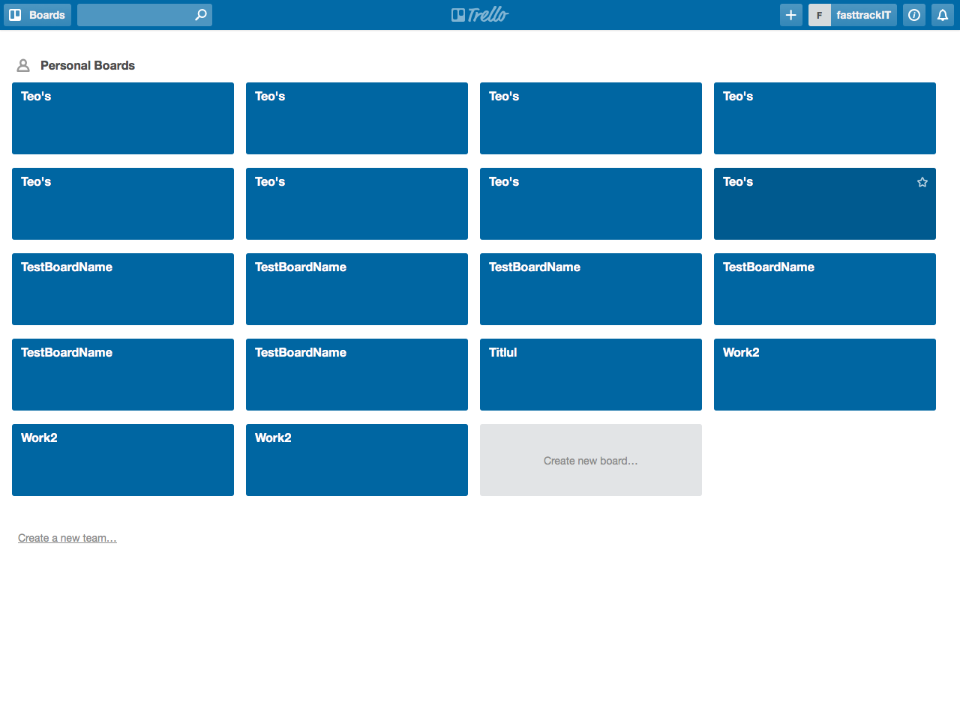 Boards Trello F fasttrackIT
Personal Boards
Teo's Teo's Teo's Teo's
Teo's Teo's Teo's Teo's
TestBoardName TestBoardName TestBoardName TestBoardName
TestBoardName TestBoardName Titlul Work2
Work2 Work2
Create new board…
Create a new team…